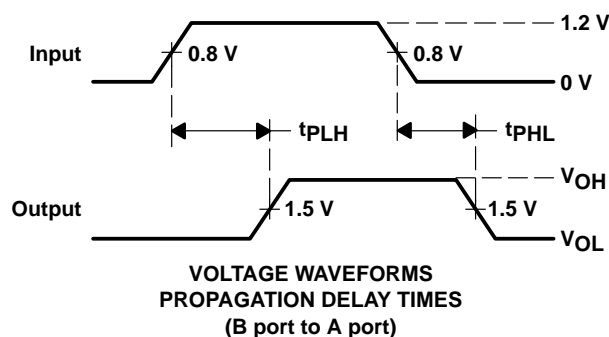 1.2 V
Input
0.8 V
0.8 V
0 V
tPLH
tPHL
VOH
Output
1.5 V
1.5 V
VOL
VOLTAGE WAVEFORMS
PROPAGATION DELAY TIMES
(B port to A port)